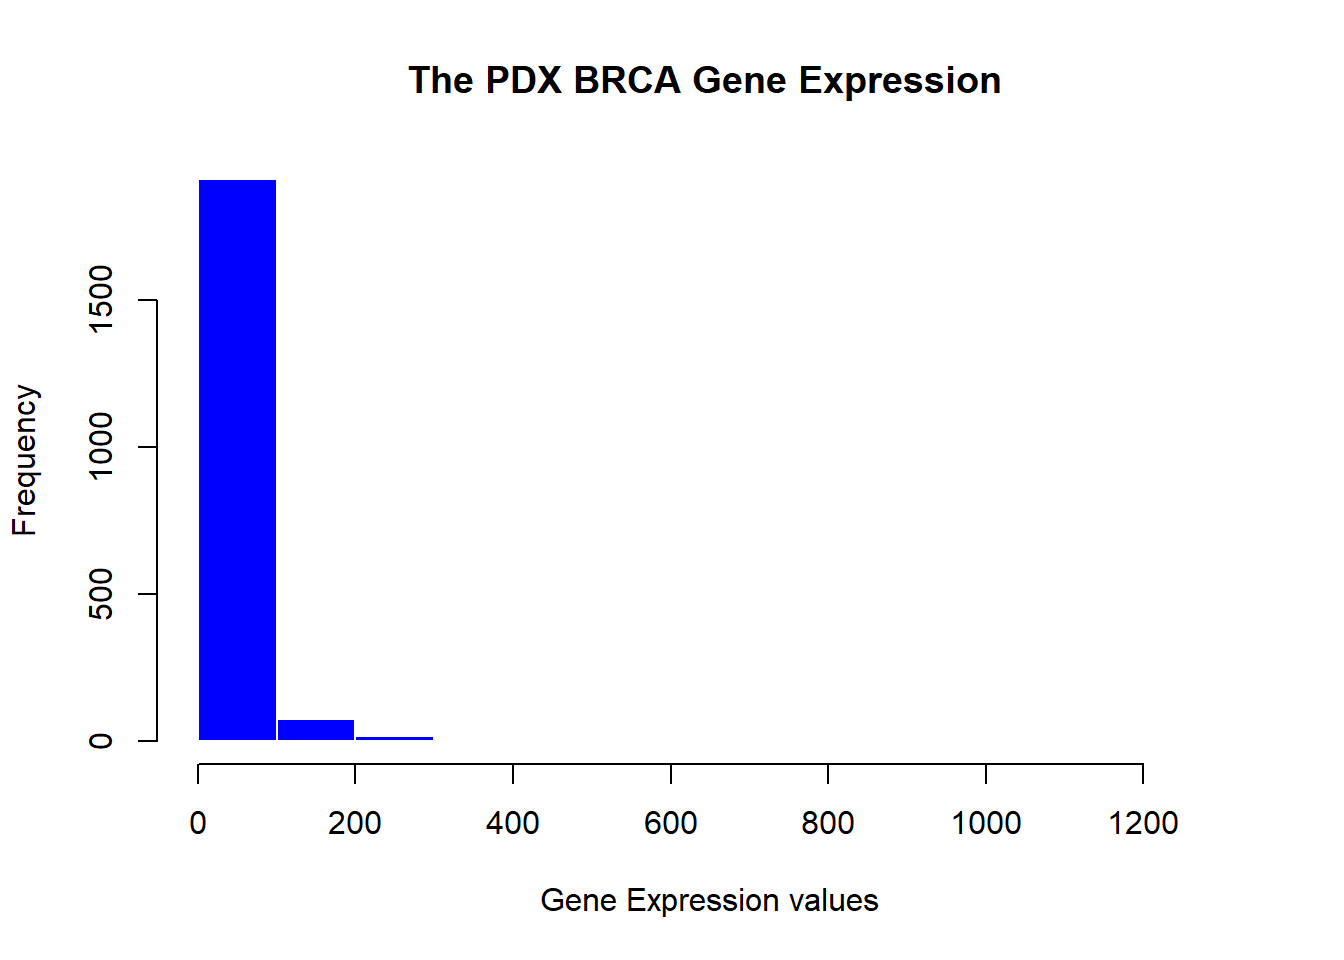 The PDX BRCA Gene Expression
Frequency
1500
1000
500
0
0 200 400 600 800 1000 1200
Gene Expression values